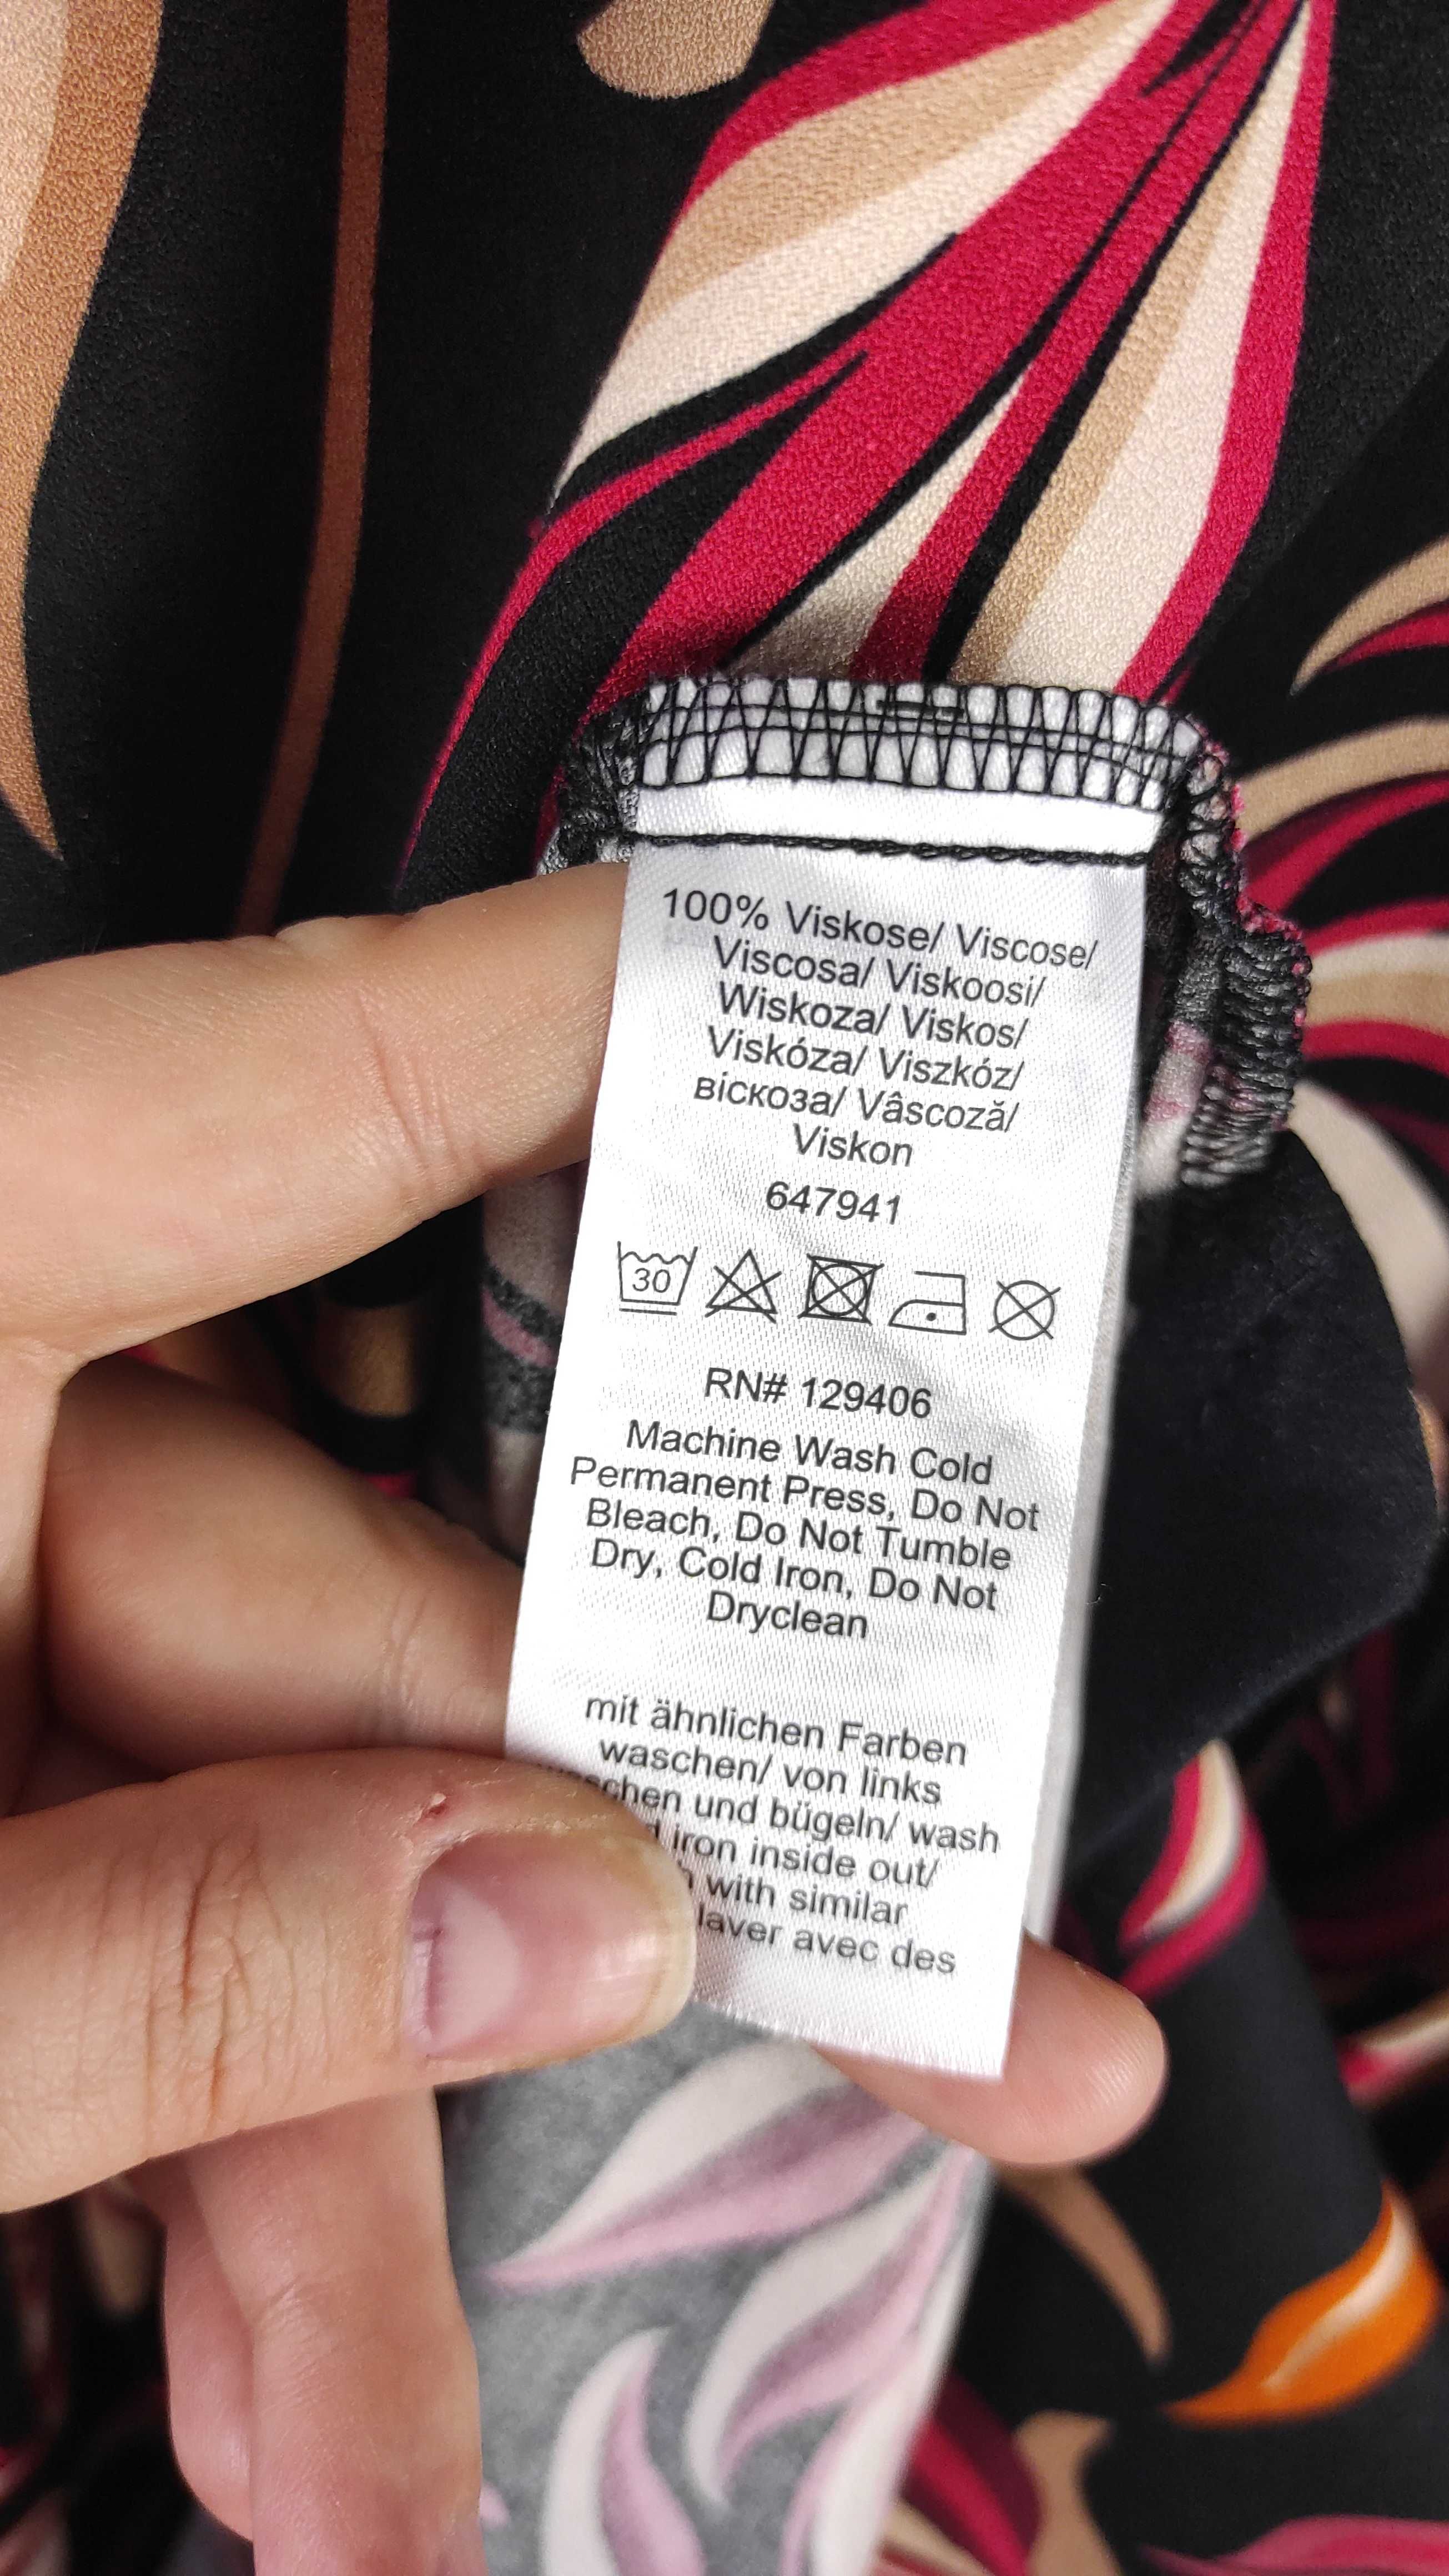 100% Viskose/ Viscose/
Viscosa/ Viskoosi/
Wiskoza/ Viskos/
Viskóza/ Viszkóz/
віскоза/ Vâscoză/
Viskon
647941
30
RN# 129406
Machine Wash Cold
Permanent Press, Do Not
Bleach, Do Not Tumble
Dry, Cold Iron, Do Not
Dryclean
mit ähnlichen Farben
waschen/ von links
und bügeln/ wash
iron inside out/
with similar
laver avec des